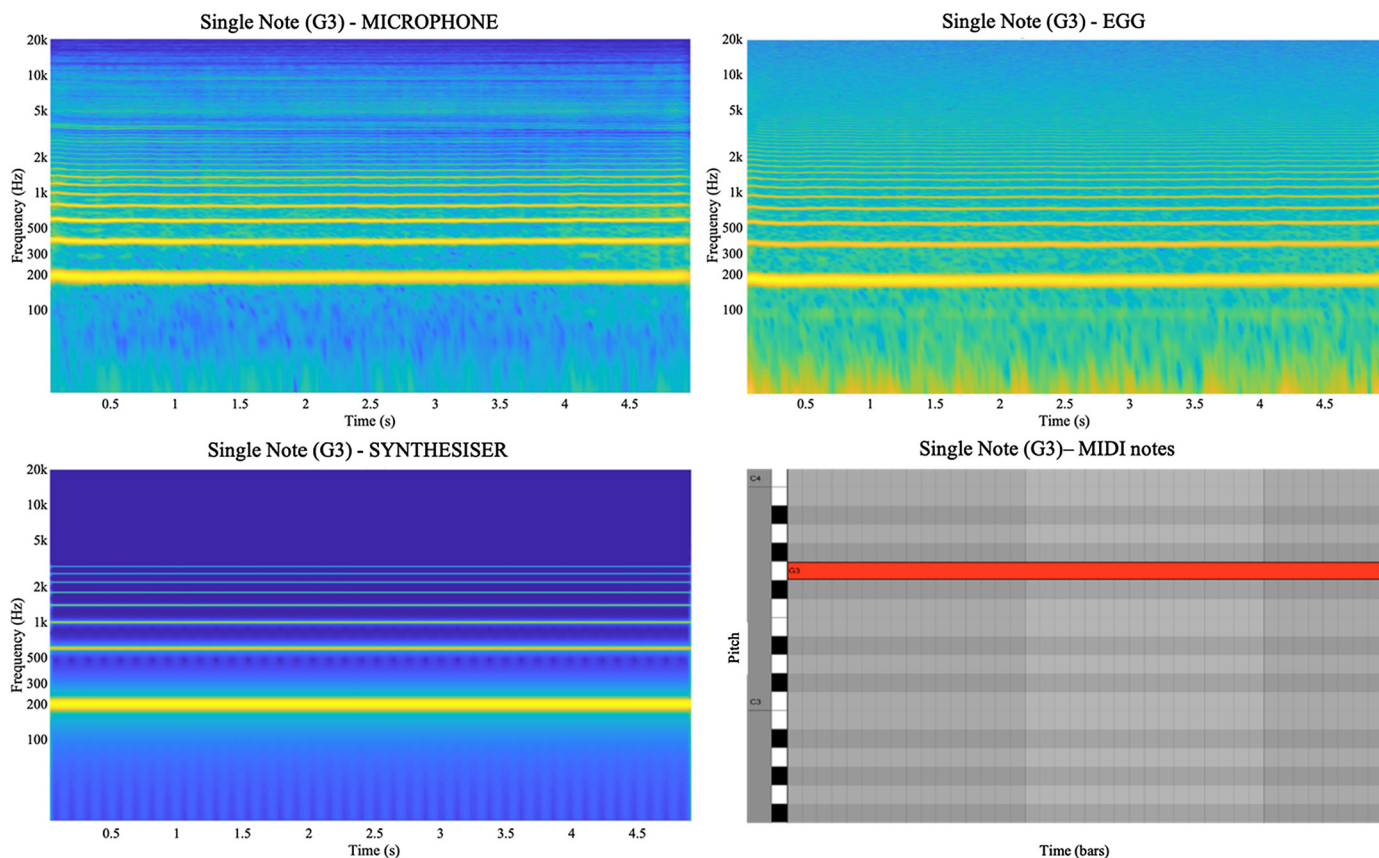 Single Note (G3) - MICROPHONE
20k
10k
5k
2k
1k
500
300
200
100
Frequency (Hz)
0.5 1 1.5 2 2.5 3 3.5 4 4.5
Time (s)
Single Note (G3) - EGG
20k
10k
5k
2k
1k
500
300
200
100
Frequency (Hz)
0.5 1 1.5 2 2.5 3 3.5 4 4.5
Time (s)
Single Note (G3) - SYNTHESISER
20k
10k
5k
2k
1k
500
300
200
100
Frequency (Hz)
0.5 1 1.5 2 2.5 3 3.5 4 4.5
Time (s)
Single Note (G3)– MIDI notes
C4
G3
C3
Pitch
Time (bars)